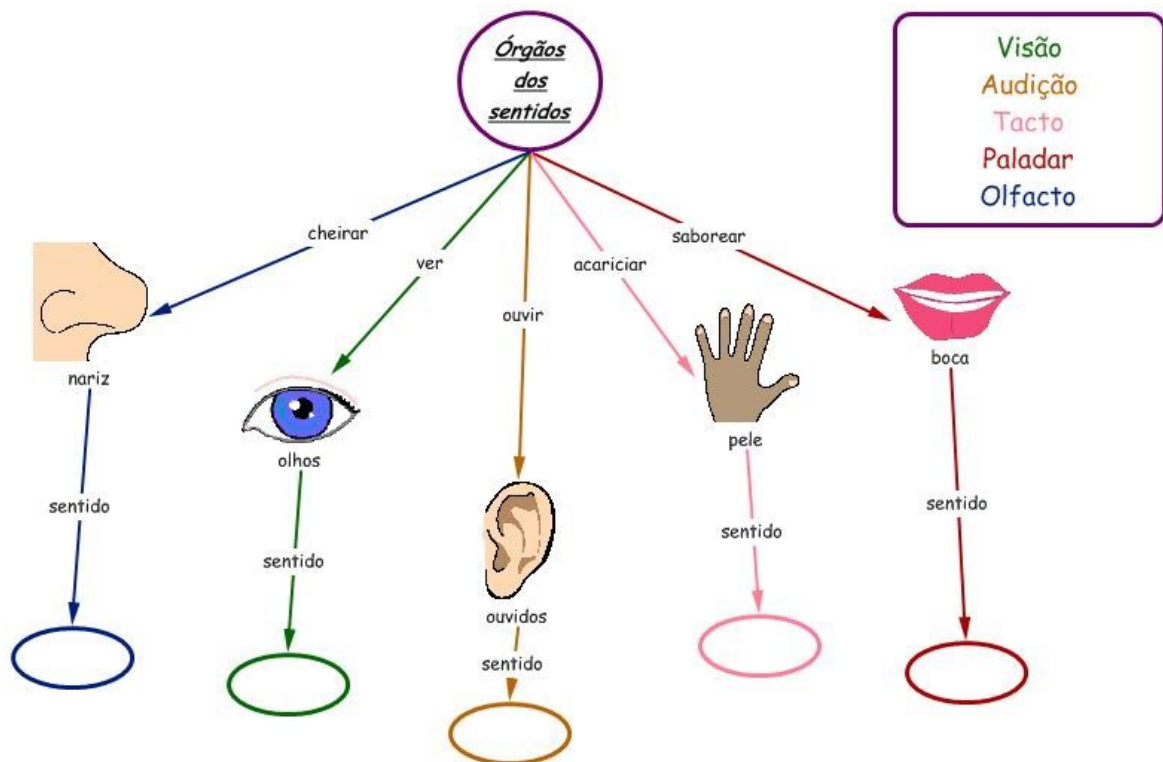 Órgãos
dos
sentidos
Visão
Audição
Tacto
Paladar
Olfacto
cheirar
ver
ouvir
acariciar
saborear
nariz
olhos
ouvidos
pele
boca
sentido
sentido
sentido
sentido
sentido